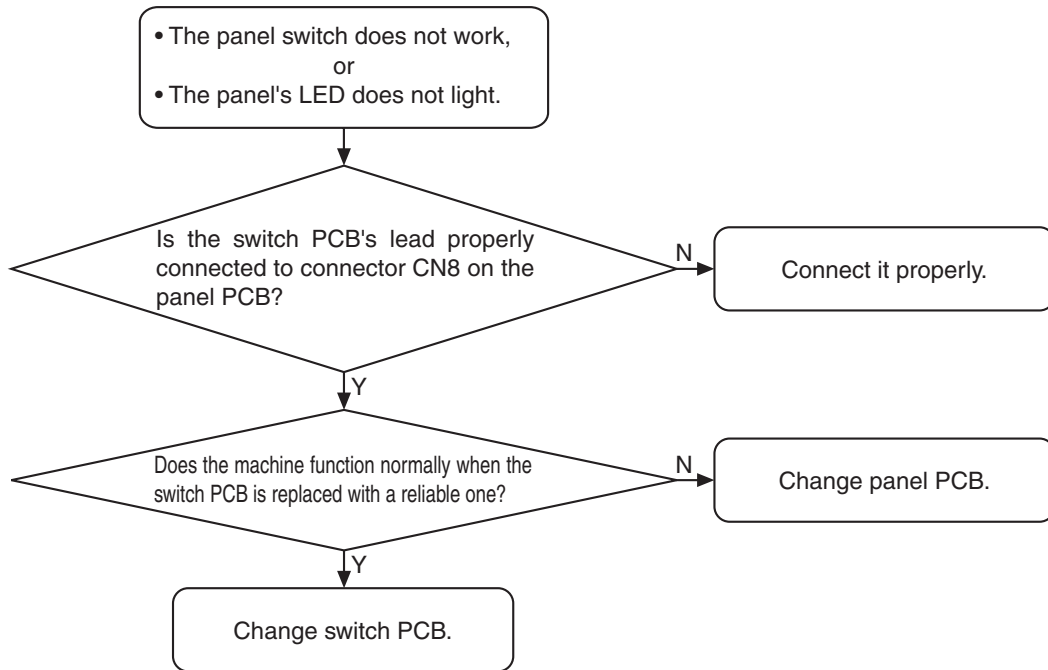 • The panel switch does not work,
or
• The panel's LED does not light.
Is the switch PCB's lead properly
connected to connector CN8 on the
panel PCB?
N
Connect it properly.
Y
Does the machine function normally when the
switch PCB is replaced with a reliable one?
N
Change panel PCB.
Y
Change switch PCB.